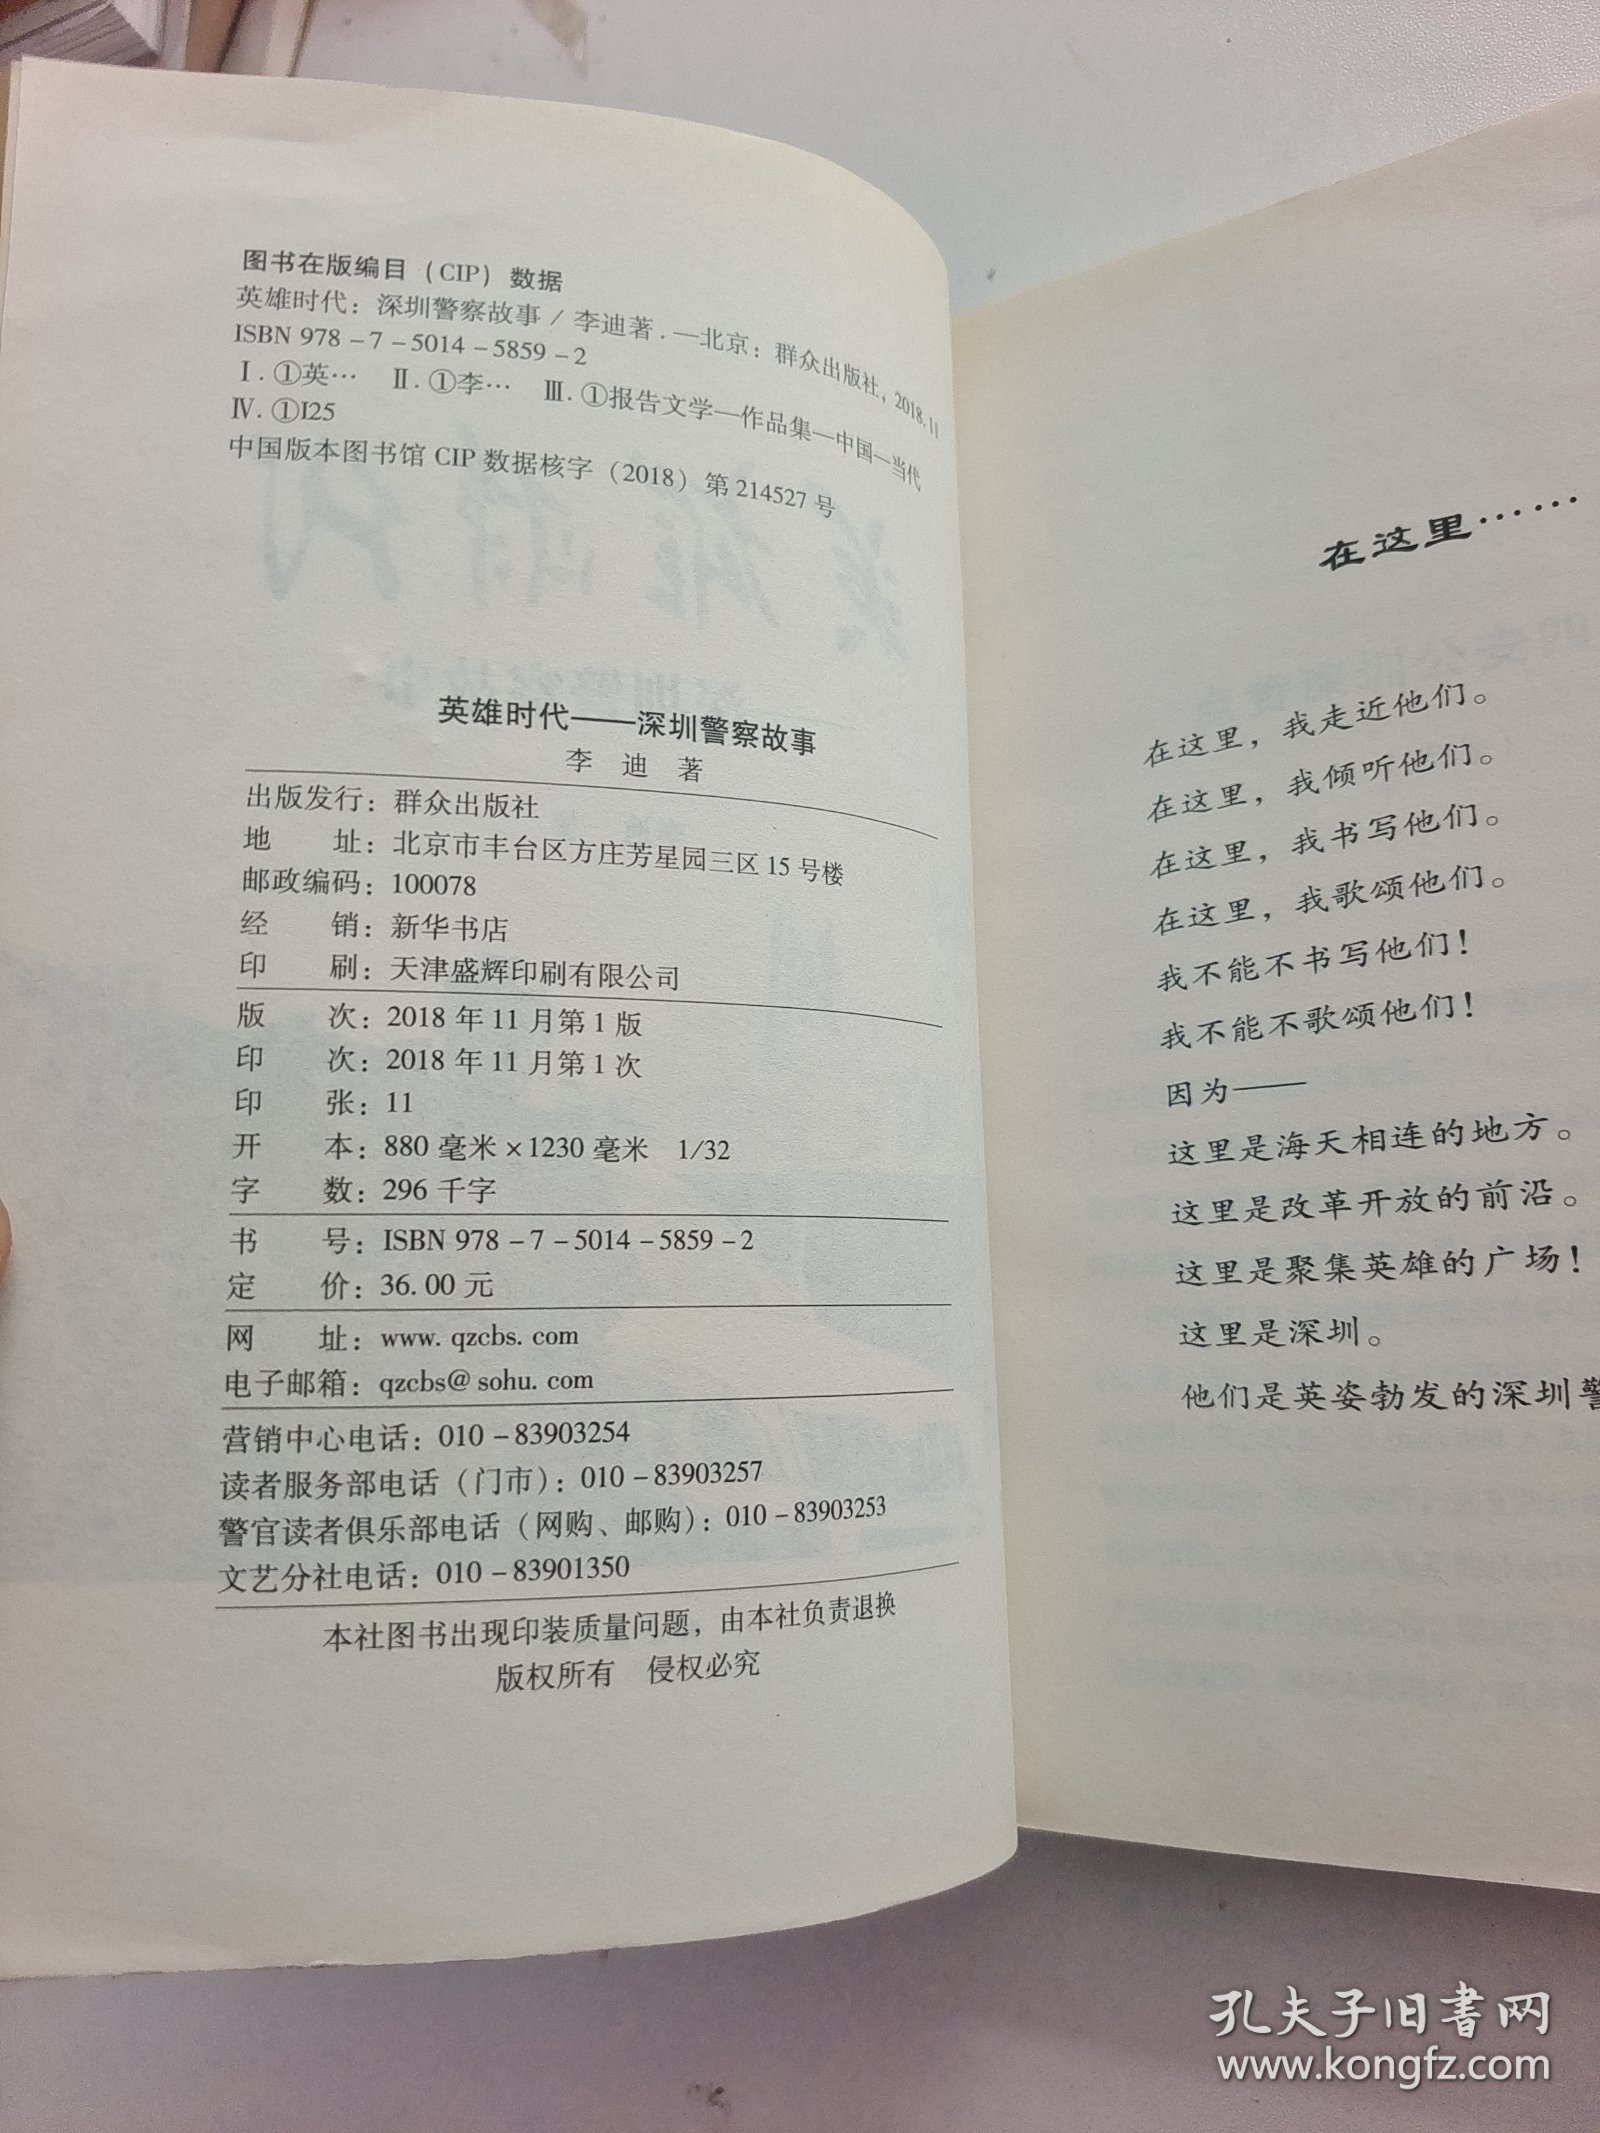 图书在版编目（CIP）数据
英雄时代：深圳警察故事 / 李迪著．—北京：群众出版社，2018.11
ISBN 978-7-5014-5859-2
Ⅰ．①英… Ⅱ．①李… Ⅲ．①报告文学—作品集—中国—当代
Ⅳ．①I25
中国版本图书馆 CIP 数据核字（2018）第 214527 号
英雄时代——深圳警察故事
李 迪 著
出版发行：群众出版社
地 址：北京市丰台区方庄芳星园三区 15 号楼
邮政编码：100078
经 销：新华书店
印 刷：天津盛辉印刷有限公司
版 次：2018 年 11 月第 1 版
印 次：2018 年 11 月第 1 次
印 张：11
开 本：880 毫米×1230 毫米 1/32
字 数：296 千字
书 号：ISBN 978-7-5014-5859-2
定 价：36.00 元
网 址：www.qzcbs.com
电子邮箱：qzcbs@sohu.com
营销中心电话：010-83903254
读者服务部电话（门市）：010-83903257
警官读者俱乐部电话（网购、邮购）：010-83903253
文艺分社电话：010-83901350
本社图书出现印装质量问题，由本社负责退换
版权所有 侵权必究
在这里……
在这里，我走近他们。
在这里，我倾听他们。
在这里，我书写他们。
在这里，我歌颂他们。
我不能不书写他们！
我不能不歌颂他们！
因为——
这里是海天相连的地方。
这里是改革开放的前沿。
这里是聚集英雄的广场！
这里是深圳。
他们是英姿勃发的深圳警
孔夫子旧书网
www.kongfz.com